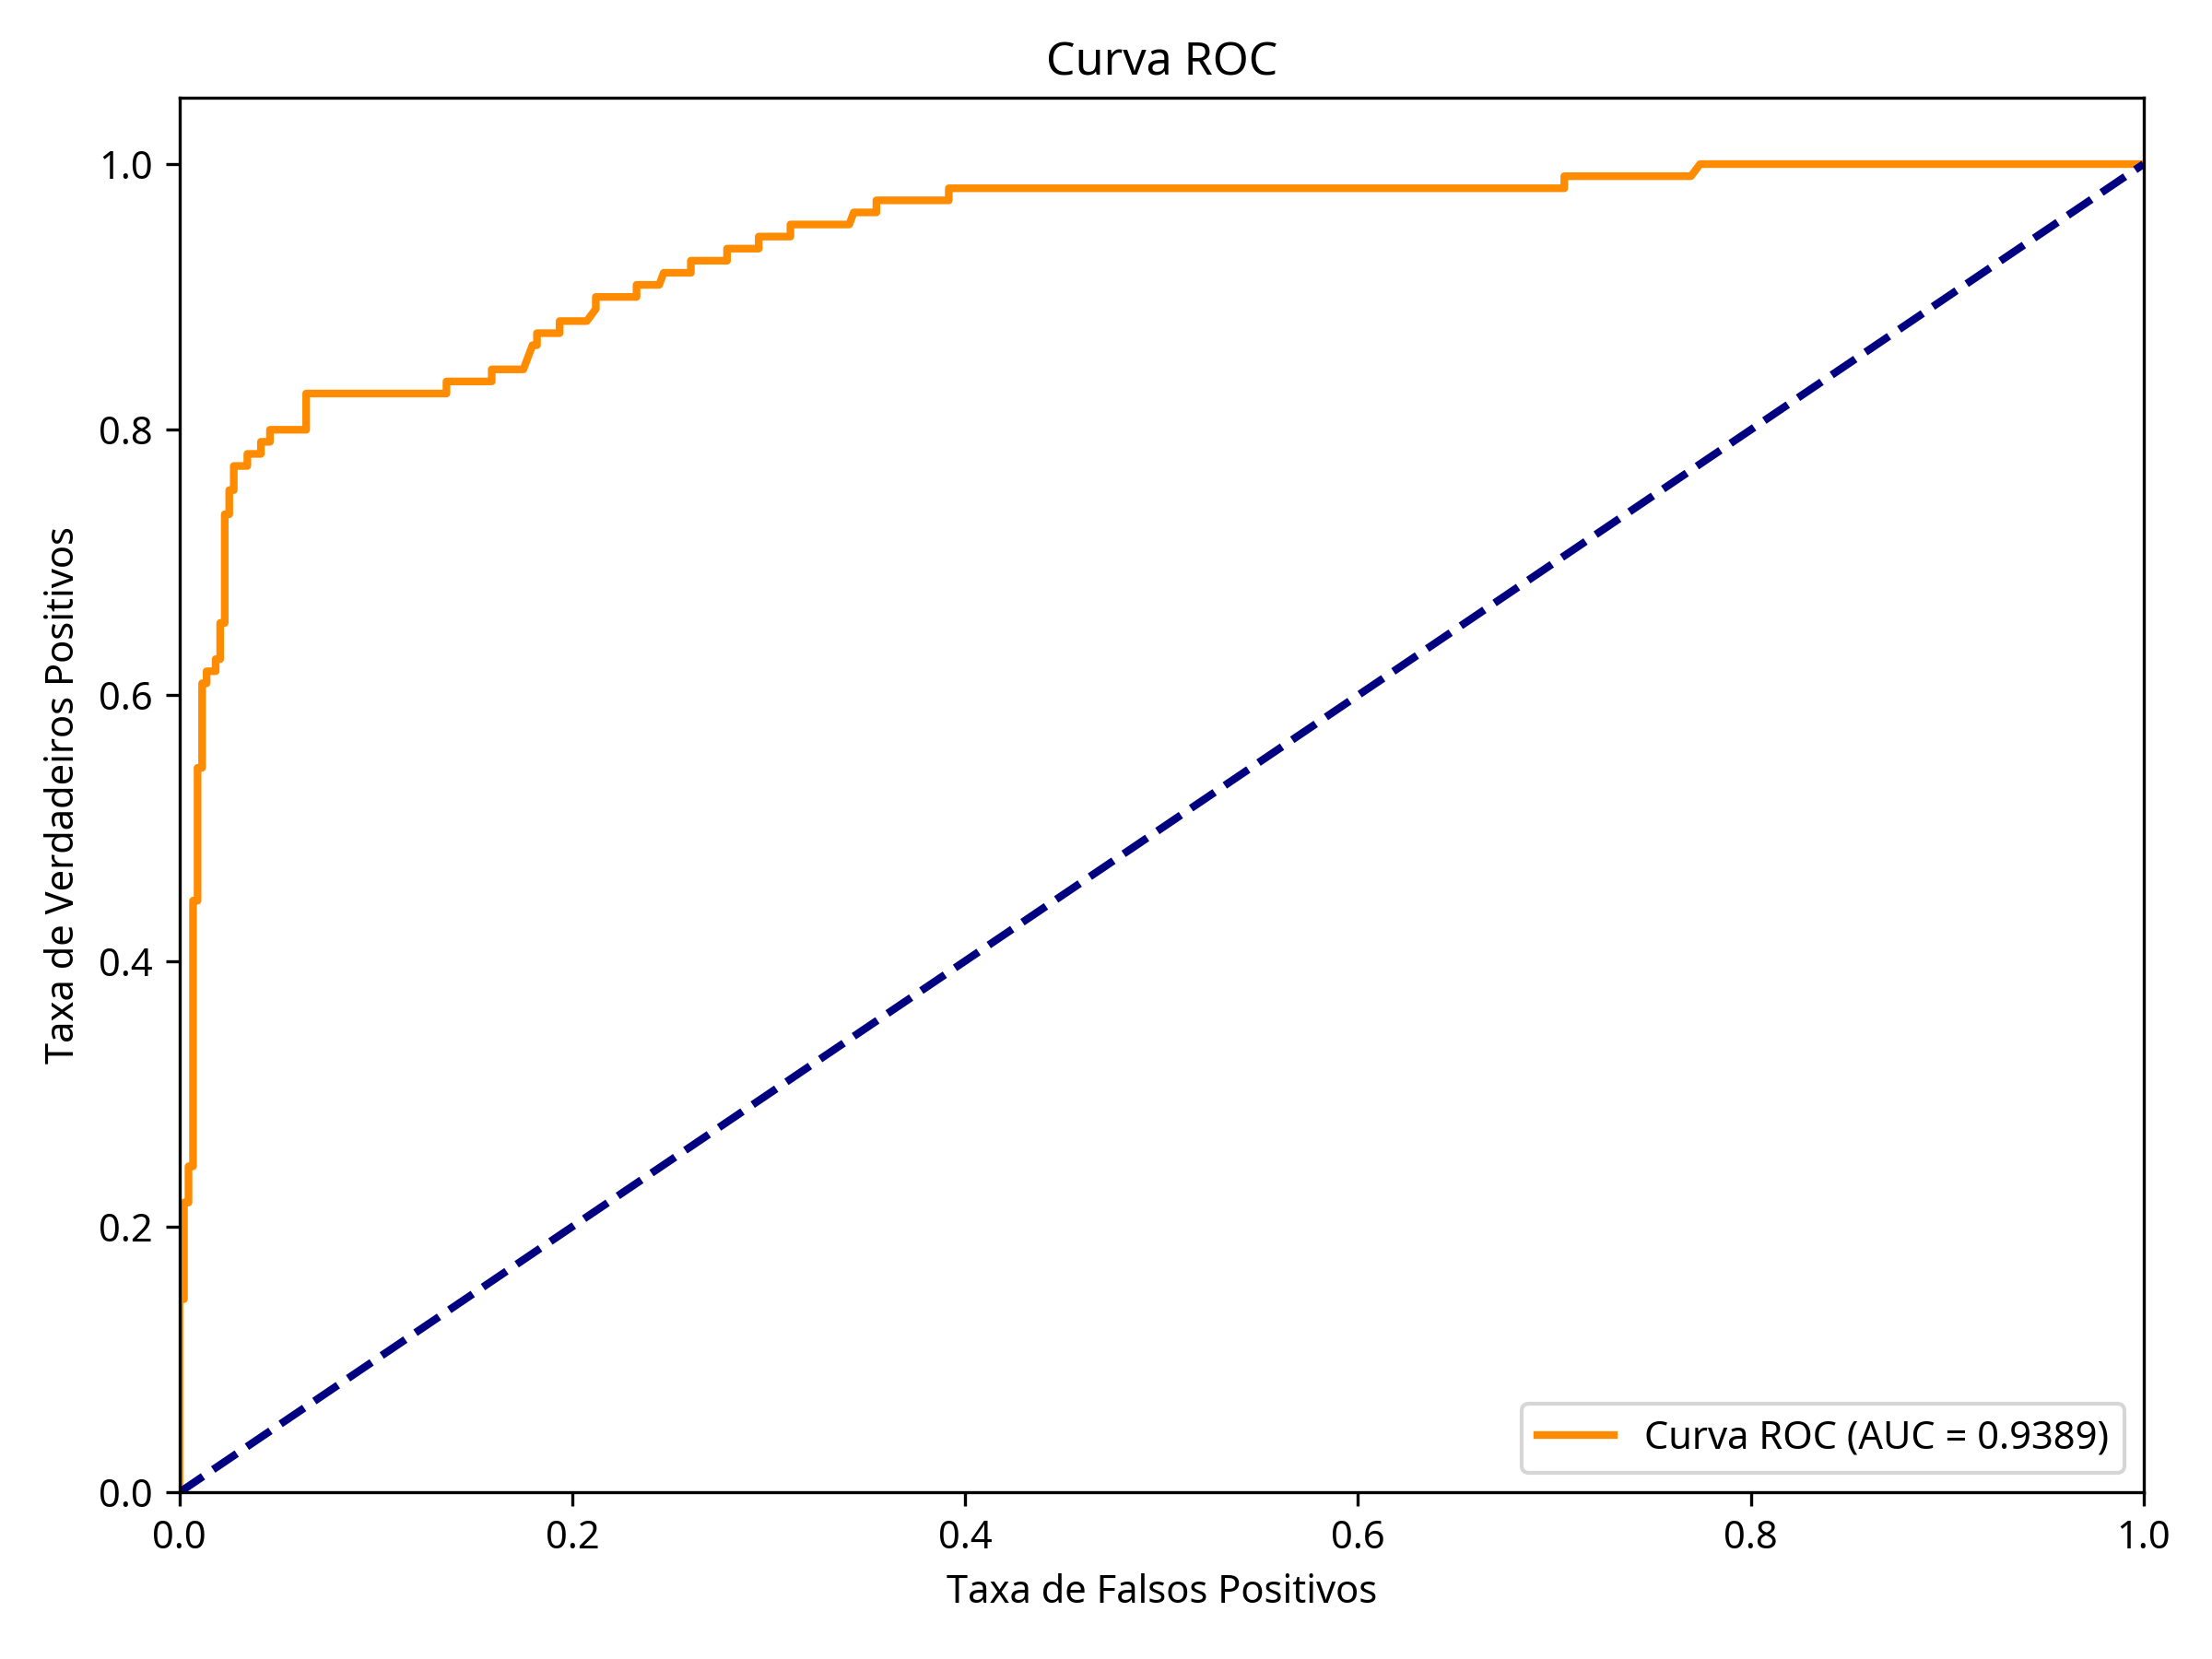 Curva ROC
1.0
0.8
0.6
0.4
0.2
0.0
Taxa de Verdadeiros Positivos
Curva ROC (AUC = 0.9389)
0.0 0.2 0.4 0.6 0.8 1.0
Taxa de Falsos Positivos